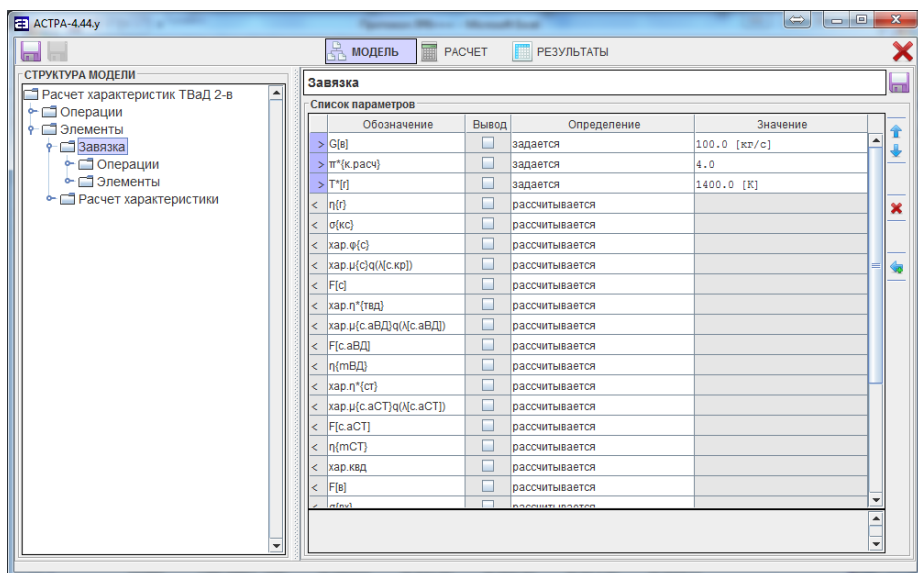 АСТРА-4.44.y
МОДЕЛЬ РАСЧЕТ РЕЗУЛЬТАТЫ
СТРУКТУРА МОДЕЛИ
Расчет характеристик ТВаД 2-в
Операции
Элементы
Завязка
Операции
Элементы
Расчет характеристики
Завязка
Список параметров
Обозначение Вывод Определение Значение
> G[в] задается 100.0 [кг/с]
> π*{к.расч} задается 4.0
> T*[г] задается 1400.0 [К]
< η{г} рассчитывается
< σ{кс} рассчитывается
< хар.φ{с} рассчитывается
< хар.μ{с}q(λ[с.кр]) рассчитывается
< F[с] рассчитывается
< хар.η*{твд} рассчитывается
< хар.μ{с.аВД}q(λ[с.аВД]) рассчитывается
< F[с.аВД] рассчитывается
< η{mВД} рассчитывается
< хар.η*{ст} рассчитывается
< хар.μ{с.аСТ}q(λ[с.аСТ]) рассчитывается
< F[с.аСТ] рассчитывается
< η{mСТ} рассчитывается
< хар.квд рассчитывается
< F[в] рассчитывается
< σ{вх} рассчитывается